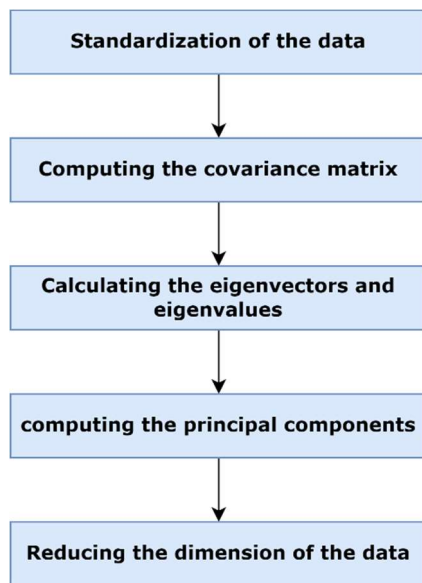 Standardization of the data
Computing the covariance matrix
Calculating the eigenvectors and
eigenvalues
computing the principal components
Reducing the dimension of the data